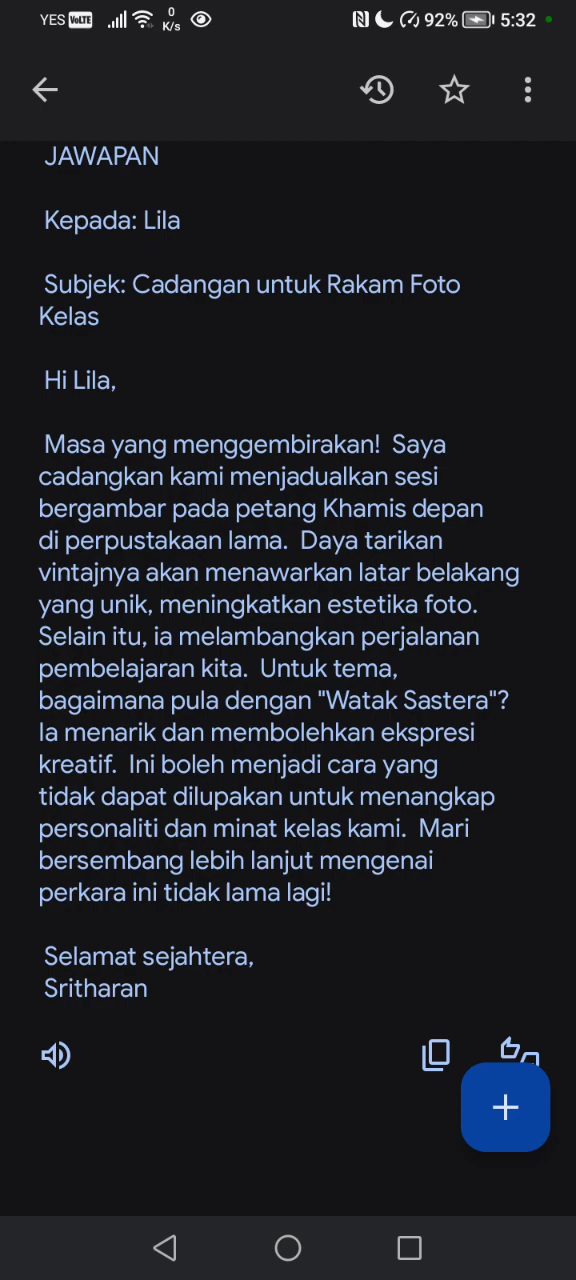 YES VoLTE 0 K/s 92% 5:32
JAWAPAN
Kepada: Lila
Subjek: Cadangan untuk Rakam Foto
Kelas
Hi Lila,
Masa yang menggembirakan!  Saya
cadangkan kami menjadualkan sesi
bergambar pada petang Khamis depan
di perpustakaan lama.  Daya tarikan
vintajnya akan menawarkan latar belakang
yang unik, meningkatkan estetika foto.
Selain itu, ia melambangkan perjalanan
pembelajaran kita.  Untuk tema,
bagaimana pula dengan "Watak Sastera"?
Ia menarik dan membolehkan ekspresi
kreatif.  Ini boleh menjadi cara yang
tidak dapat dilupakan untuk menangkap
personaliti dan minat kelas kami.  Mari
bersembang lebih lanjut mengenai
perkara ini tidak lama lagi!
Selamat sejahtera,
Sritharan